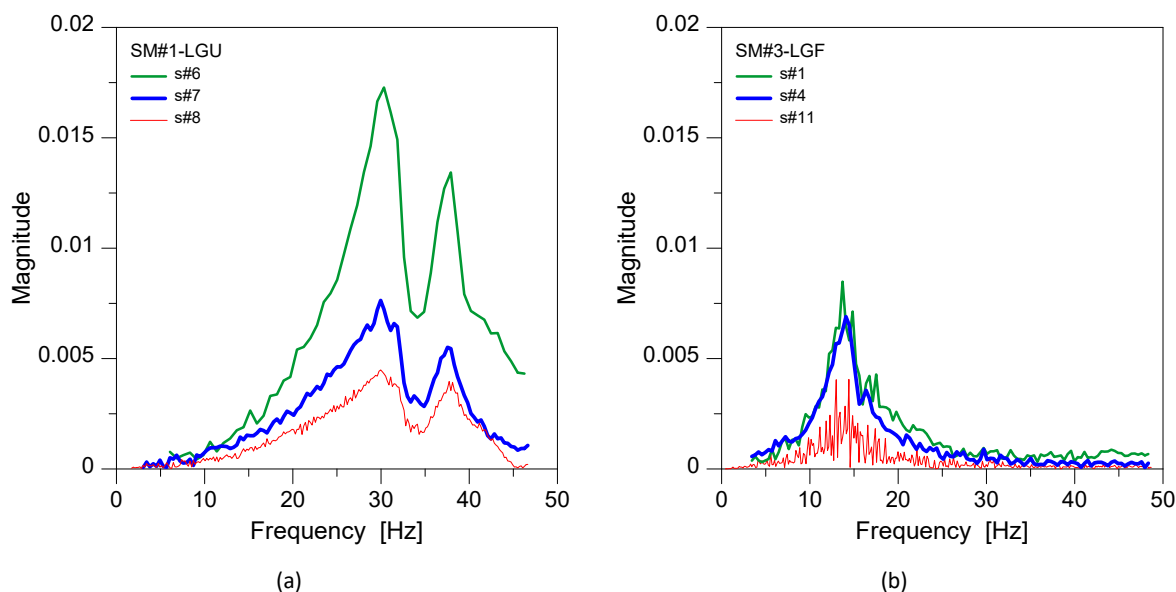 SM#1-LGU
s#6
s#7
s#8
0.02
0.015
0.01
0.005
0
Magnitude
0 10 20 30 40 50
Frequency [Hz]
(a)
SM#3-LGF
s#1
s#4
s#11
0.02
0.015
0.01
0.005
0
Magnitude
0 10 20 30 40 50
Frequency [Hz]
(b)